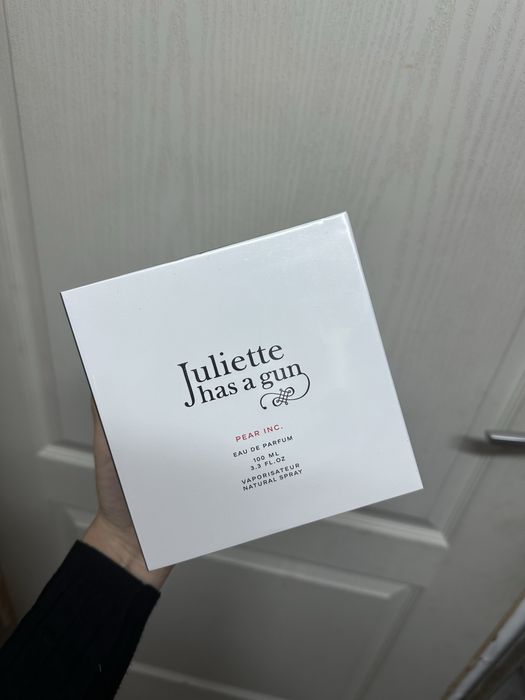 Juliette
has a gun
PEAR INC.
EAU DE PARFUM
100 ML
3.3 FL.OZ
VAPORISATEUR
NATURAL SPRAY